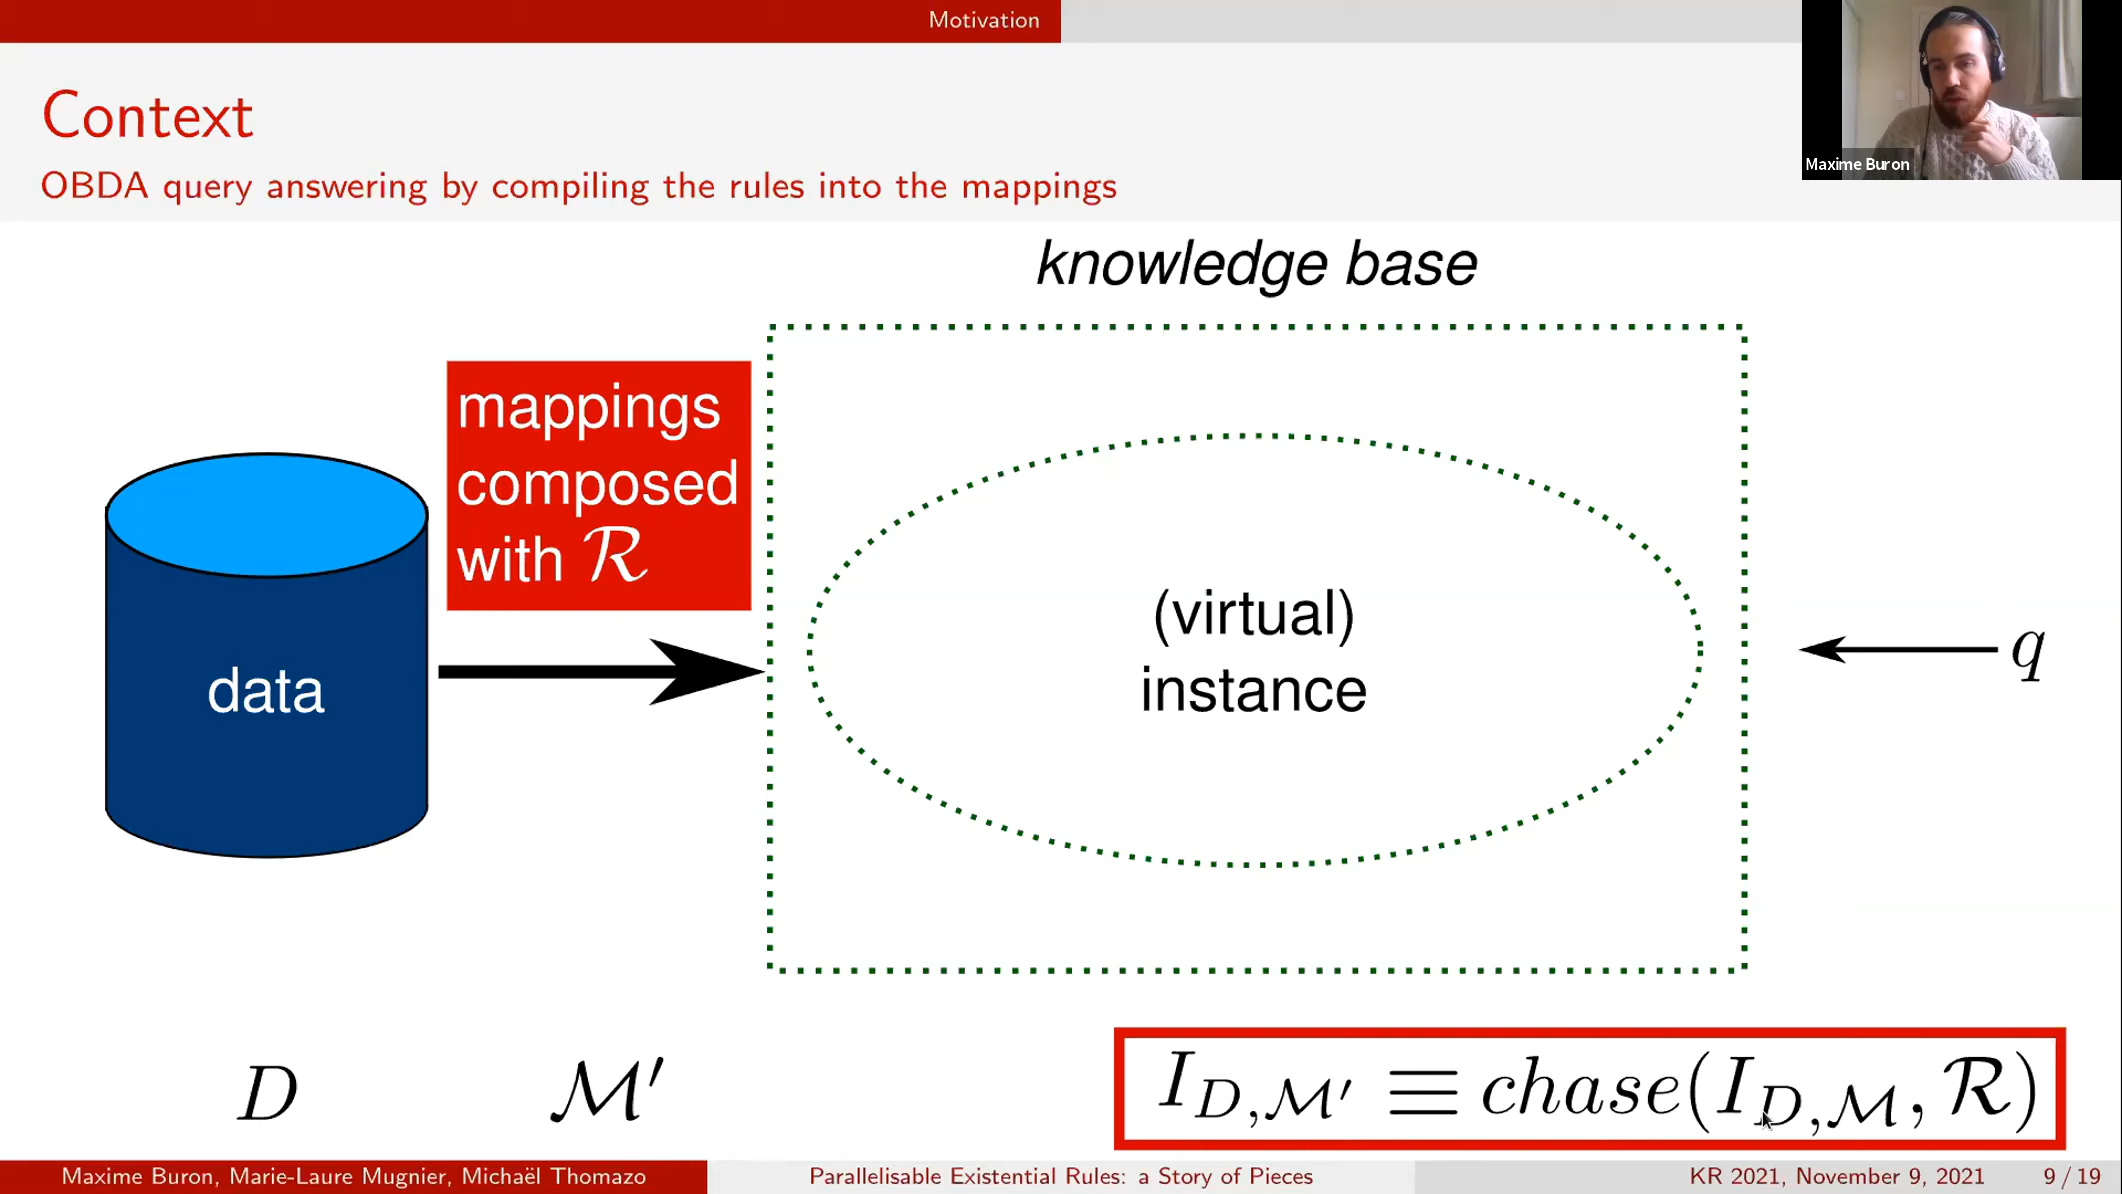 Motivation
Context
OBDA query answering by compiling the rules into the mappings
Maxime Buron
knowledge base
mappings
composed
with ℛ
data
(virtual)
instance
q
D
ℳ′
I_{D,ℳ′} ≡ chase(I_{D,ℳ}, ℛ)
Maxime Buron, Marie-Laure Mugnier, Michaël Thomazo
Parallelisable Existential Rules: a Story of Pieces
KR 2021, November 9, 2021
9 / 19